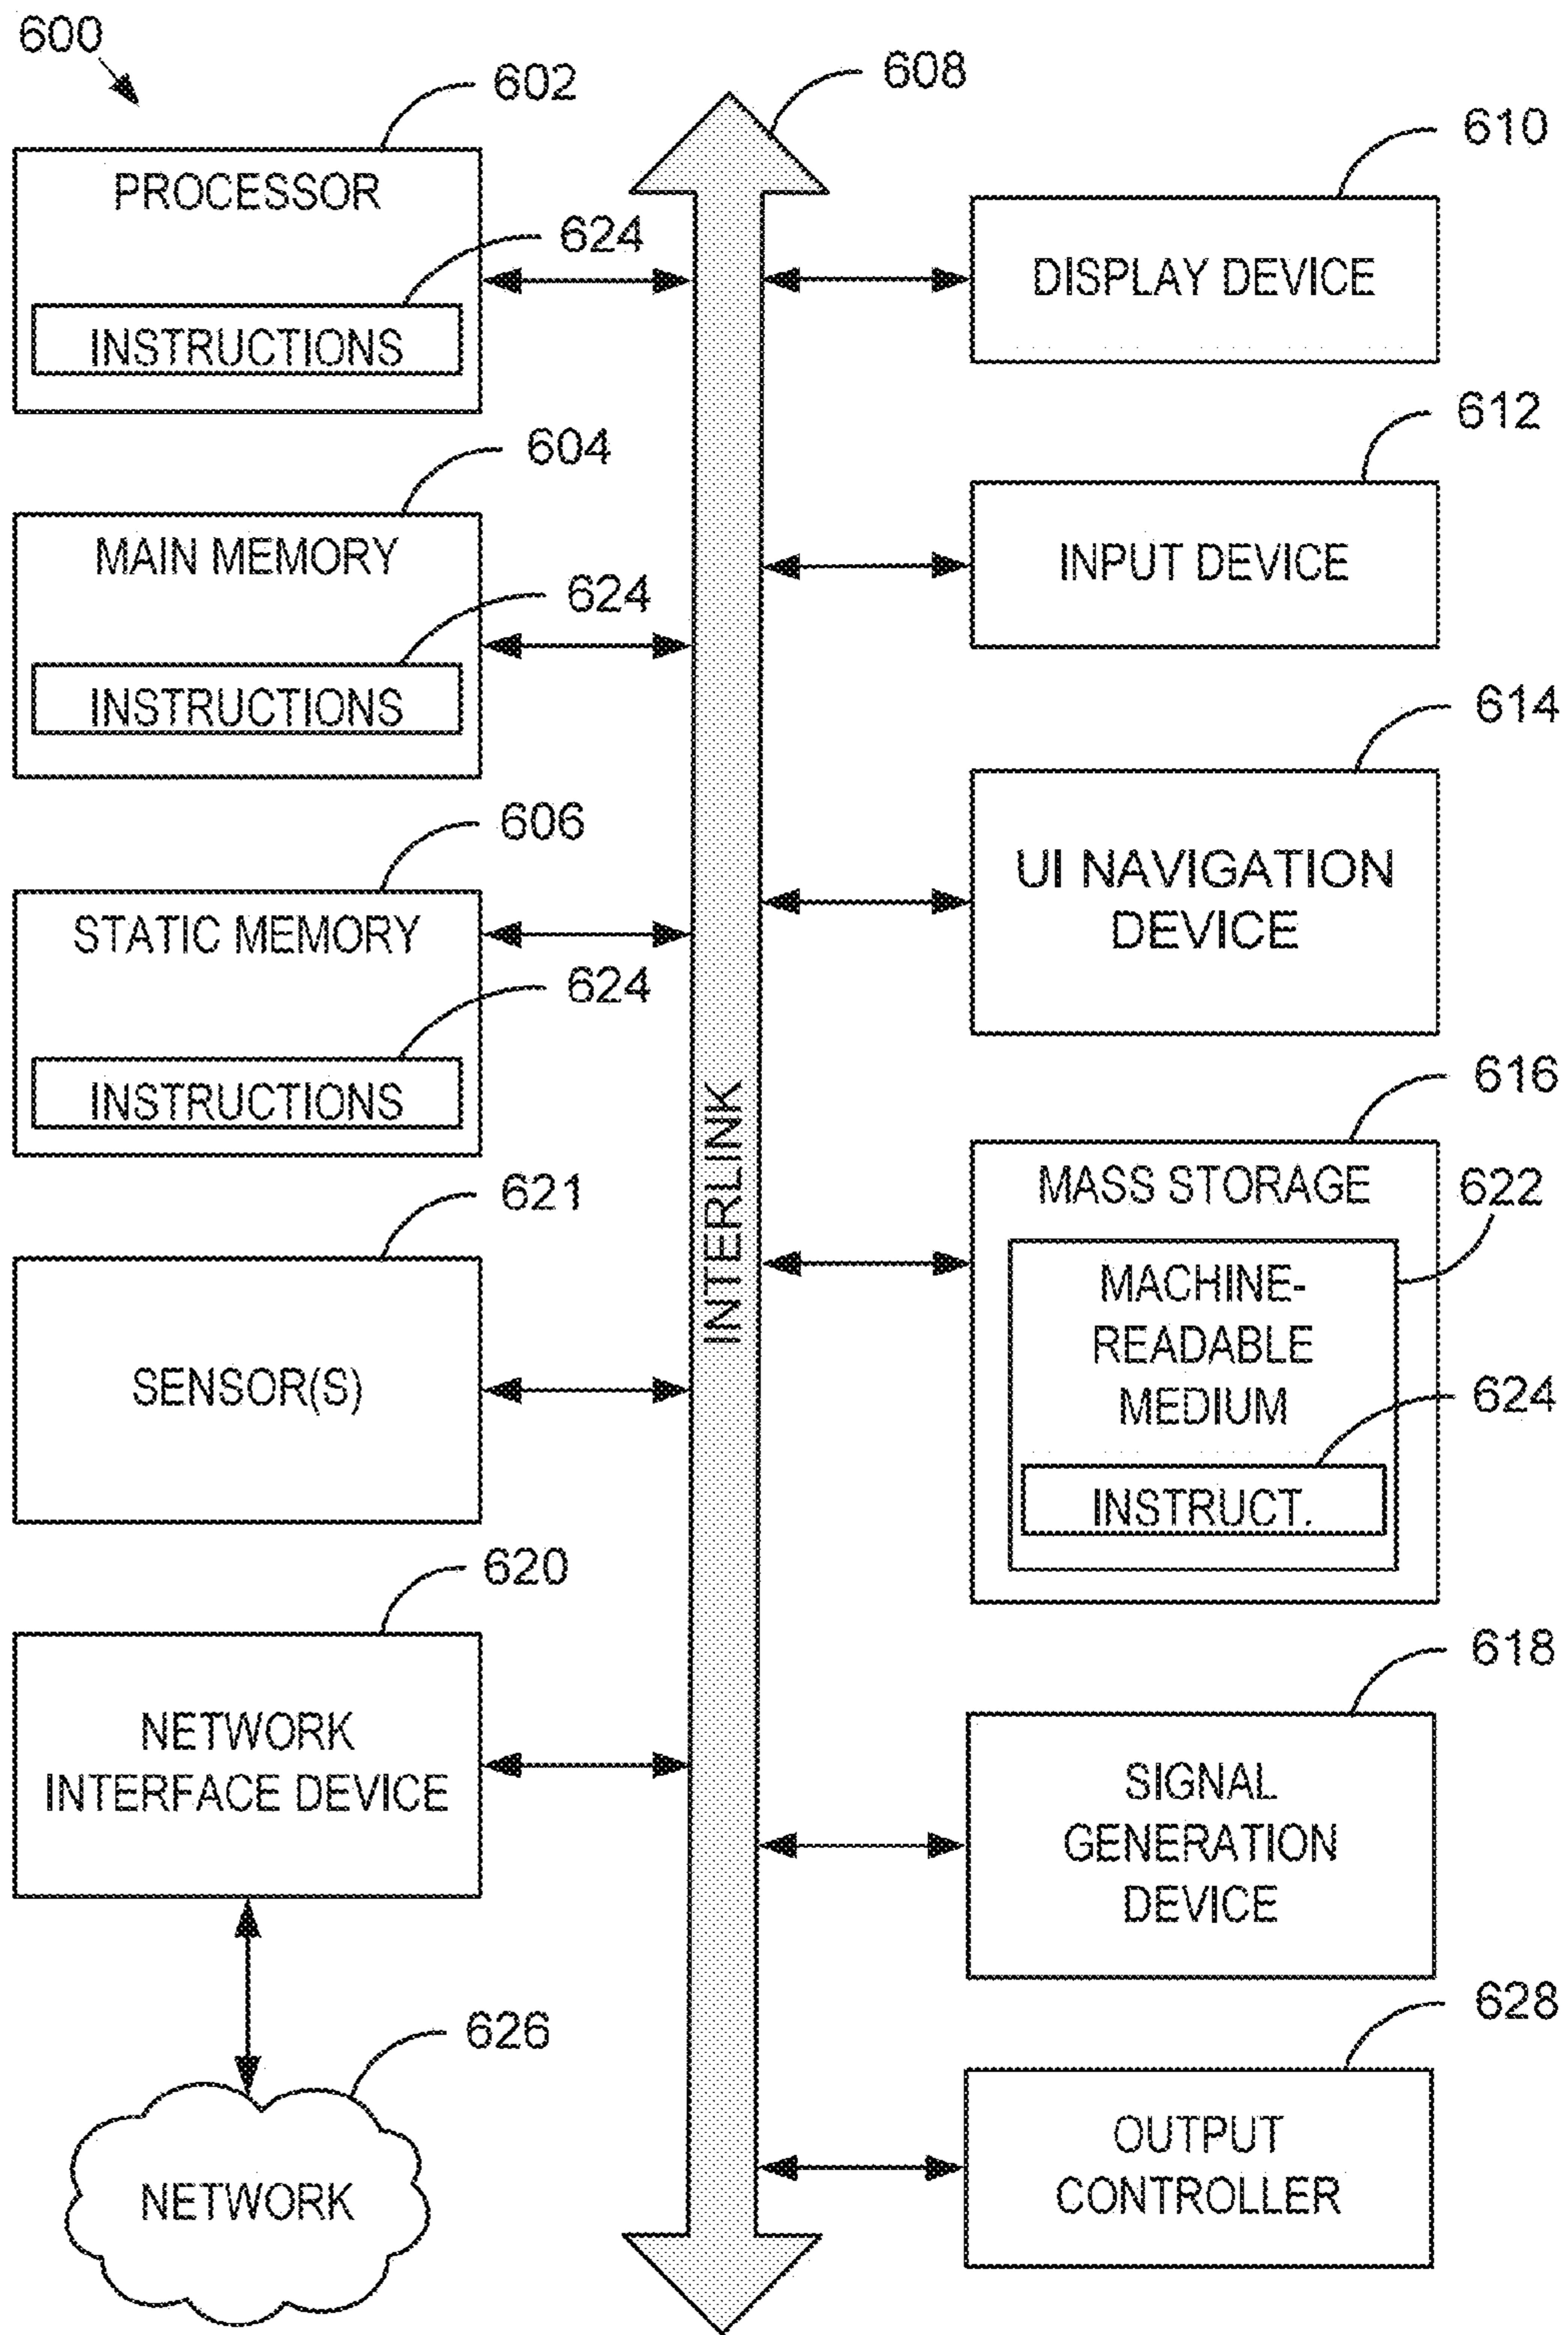 600
602
PROCESSOR
624
INSTRUCTIONS
604
MAIN MEMORY
624
INSTRUCTIONS
606
STATIC MEMORY
624
INSTRUCTIONS
621
SENSOR(S)
620
NETWORK
INTERFACE DEVICE
626
NETWORK
608
INTERLINK
610
DISPLAY DEVICE
612
INPUT DEVICE
614
UI NAVIGATION
DEVICE
616
MASS STORAGE
622
MACHINE-
READABLE
MEDIUM
624
INSTRUCT.
618
SIGNAL
GENERATION
DEVICE
628
OUTPUT
CONTROLLER